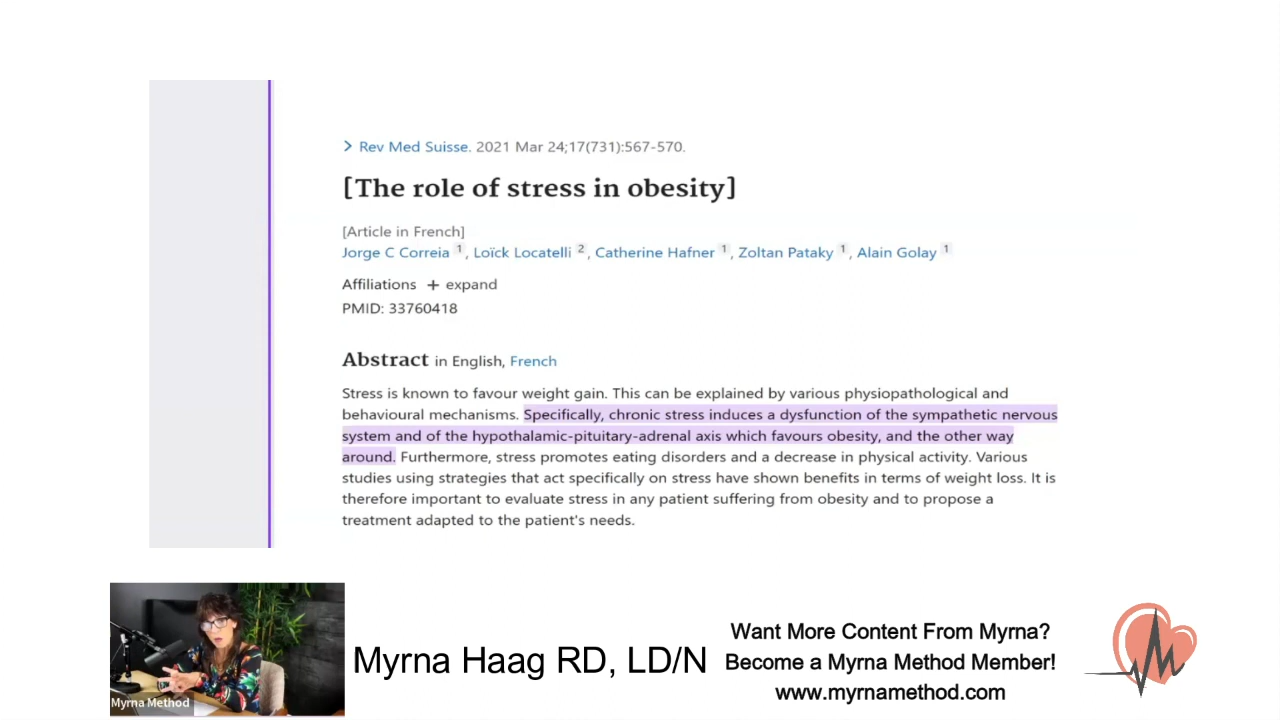 > Rev Med Suisse. 2021 Mar 24;17(731):567-570.
[The role of stress in obesity]
[Article in French]
Jorge C Correia 1, Loïck Locatelli 2, Catherine Hafner 1, Zoltan Pataky 1, Alain Golay 1
Affiliations + expand
PMID: 33760418
Abstract in English, French
Stress is known to favour weight gain. This can be explained by various physiopathological and
behavioural mechanisms. Specifically, chronic stress induces a dysfunction of the sympathetic nervous
system and of the hypothalamic-pituitary-adrenal axis which favours obesity, and the other way
around. Furthermore, stress promotes eating disorders and a decrease in physical activity. Various
studies using strategies that act specifically on stress have shown benefits in terms of weight loss. It is
therefore important to evaluate stress in any patient suffering from obesity and to propose a
treatment adapted to the patient's needs.
Myrna Method
Myrna Haag RD, LD/N
Want More Content From Myrna?
Become a Myrna Method Member!
www.myrnamethod.com
M